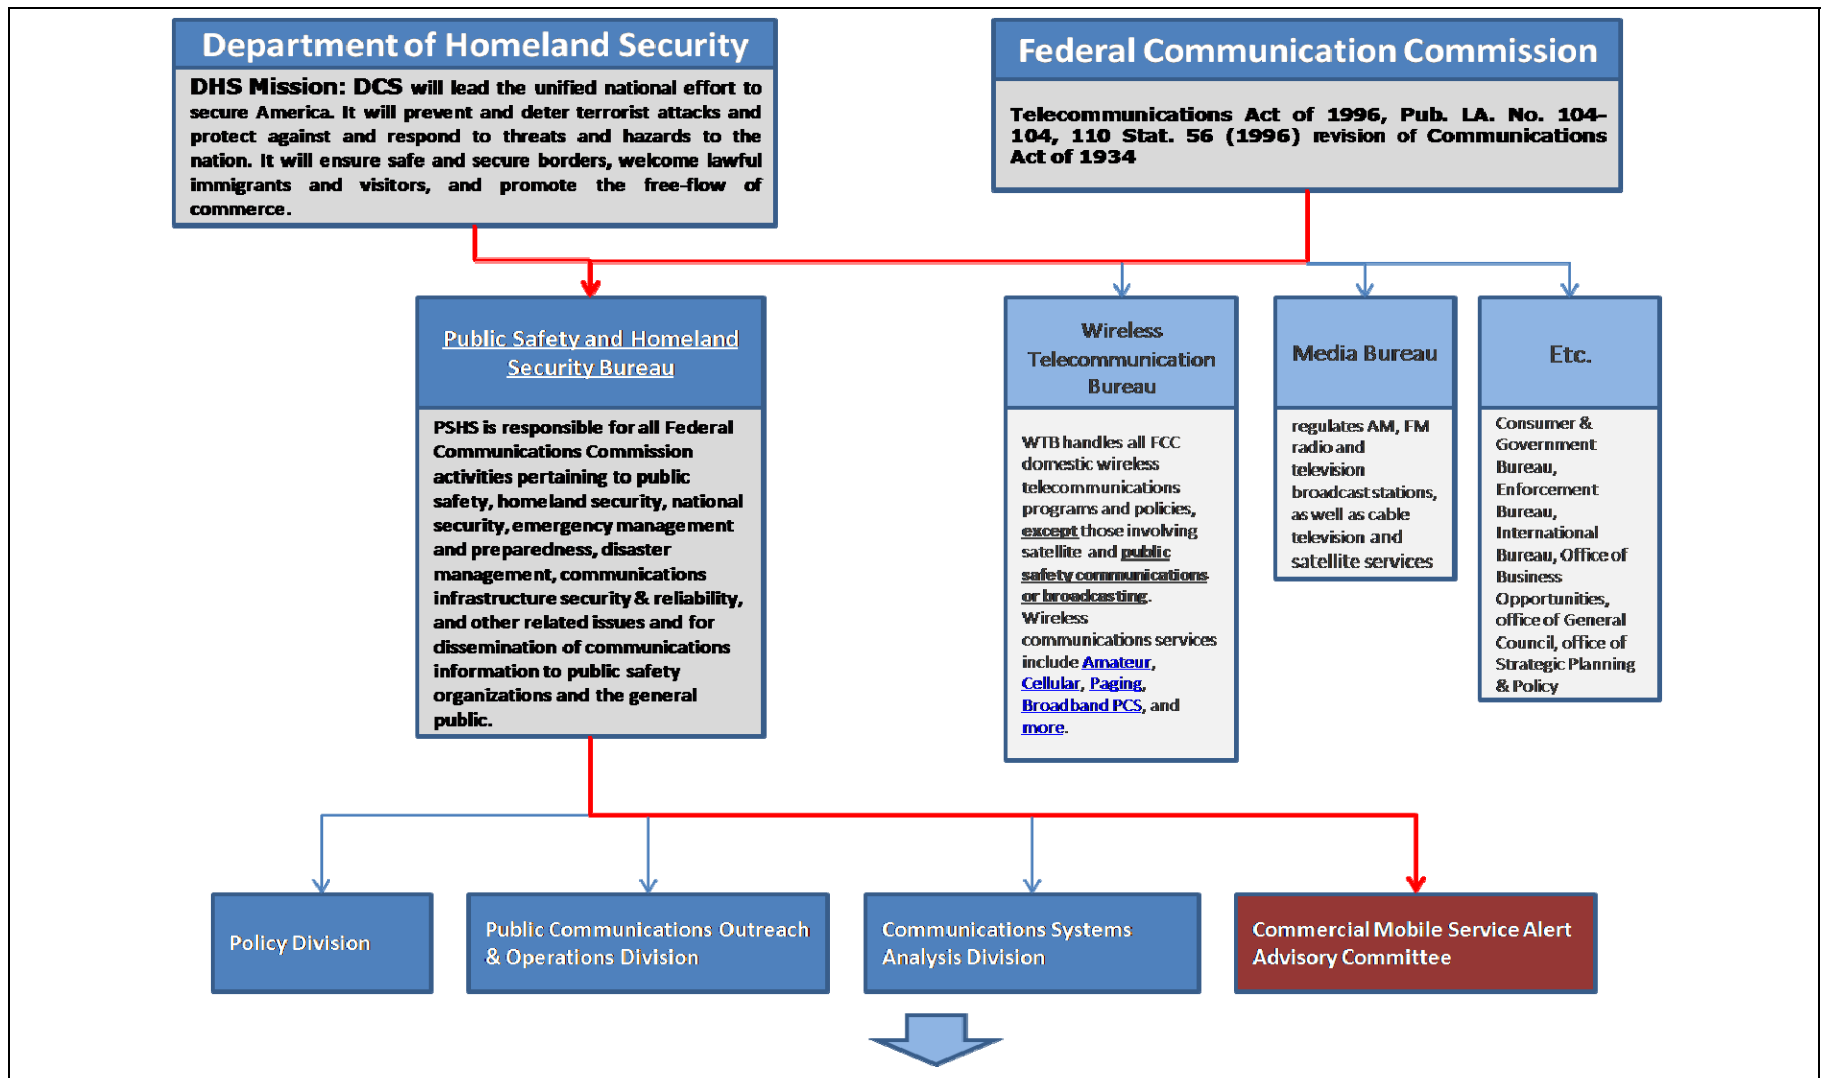 Department of Homeland Security
DHS Mission: DCS will lead the unified national effort to
secure America. It will prevent and deter terrorist attacks and
protect against and respond to threats and hazards to the
nation. It will ensure safe and secure borders, welcome lawful
immigrants and visitors, and promote the free-flow of
commerce.
Federal Communication Commission
Telecommunications Act of 1996, Pub. LA. No. 104-
104, 110 Stat. 56 (1996) revision of Communications
Act of 1934
Public Safety and Homeland
Security Bureau
PSHS is responsible for all Federal
Communications Commission
activities pertaining to public
safety, homeland security, national
security, emergency management
and preparedness, disaster
management, communications
infrastructure security & reliability,
and other related issues and for
dissemination of communications
information to public safety
organizations and the general
public.
Wireless
Telecommunication
Bureau
WTB handles all FCC
domestic wireless
telecommunications
programs and policies,
except those involving
satellite and public
safety communications
or broadcasting.
Wireless
communications services
include Amateur,
Cellular, Paging,
Broadband PCS, and
more.
Media Bureau
regulates AM, FM
radio and
television
broadcast stations,
as well as cable
television and
satellite services
Etc.
Consumer &
Government
Bureau,
Enforcement
Bureau,
International
Bureau, Office of
Business
Opportunities,
office of General
Council, office of
Strategic Planning
& Policy
Policy Division
Public Communications Outreach
& Operations Division
Communications Systems
Analysis Division
Commercial Mobile Service Alert
Advisory Committee